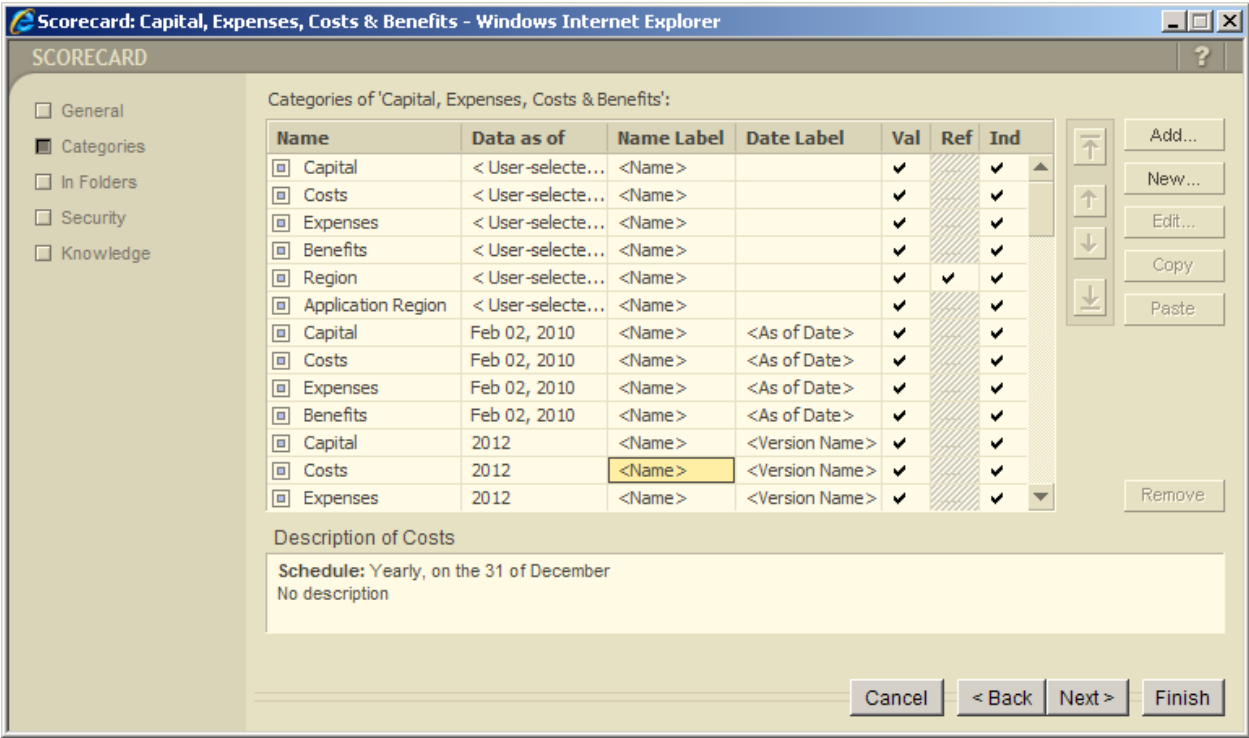 Scorecard: Capital, Expenses, Costs & Benefits - Windows Internet Explorer
SCORECARD ?
General
Categories
In Folders
Security
Knowledge
Categories of 'Capital, Expenses, Costs & Benefits':
Name Data as of Name Label Date Label Val Ref Ind
Capital < User-selecte... <Name>
Costs < User-selecte... <Name>
Expenses < User-selecte... <Name>
Benefits < User-selecte... <Name>
Region < User-selecte... <Name>
Application Region < User-selecte... <Name>
Capital Feb 02, 2010 <Name> <As of Date>
Costs Feb 02, 2010 <Name> <As of Date>
Expenses Feb 02, 2010 <Name> <As of Date>
Benefits Feb 02, 2010 <Name> <As of Date>
Capital 2012 <Name> <Version Name>
Costs 2012 <Name> <Version Name>
Expenses 2012 <Name> <Version Name>
Add...
New...
Edit...
Copy
Paste
Remove
Description of Costs
Schedule: Yearly, on the 31 of December
No description
Cancel < Back Next > Finish